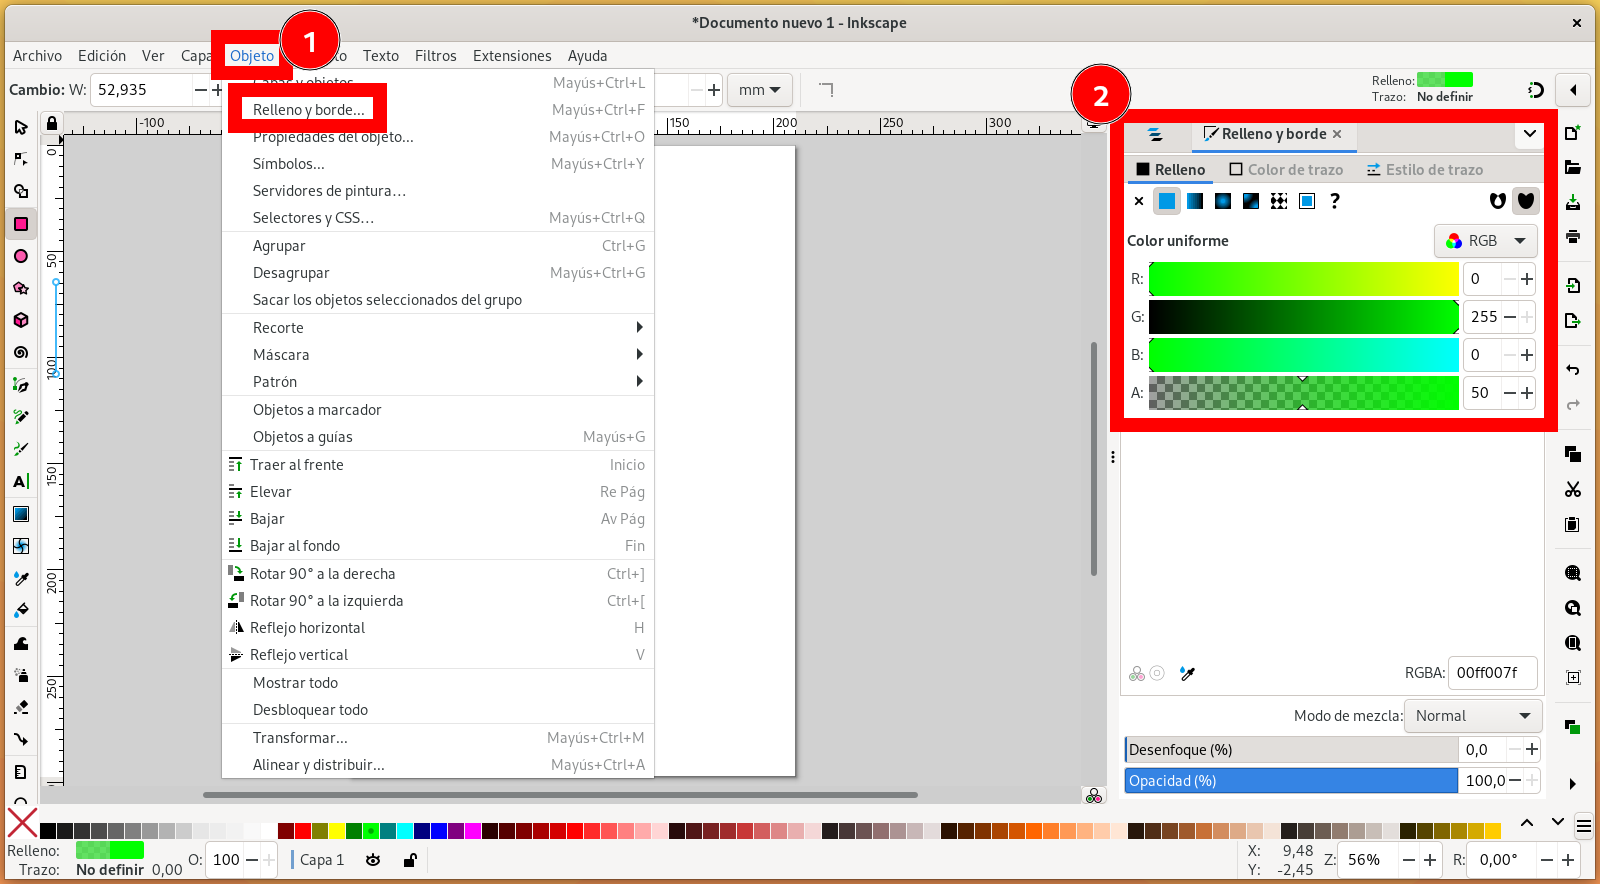 *Documento nuevo 1 - Inkscape
Archivo Edición Ver Capa Objeto Texto Filtros Extensiones Ayuda
1
Cambio: W: 52,935 mm
Relleno:
Trazo: No definir
2
-100 150 200 250 300
0
50
100
150
200
250
Capas y objetos... Mayús+Ctrl+L
Relleno y borde... Mayús+Ctrl+F
Propiedades del objeto... Mayús+Ctrl+O
Símbolos... Mayús+Ctrl+Y
Servidores de pintura...
Selectores y CSS... Mayús+Ctrl+Q
Agrupar Ctrl+G
Desagrupar Mayús+Ctrl+G
Sacar los objetos seleccionados del grupo
Recorte
Máscara
Patrón
Objetos a marcador
Objetos a guías Mayús+G
Traer al frente Inicio
Elevar Re Pág
Bajar Av Pág
Bajar al fondo Fin
Rotar 90° a la derecha Ctrl+]
Rotar 90° a la izquierda Ctrl+[
Reflejo horizontal H
Reflejo vertical V
Mostrar todo
Desbloquear todo
Transformar... Mayús+Ctrl+M
Alinear y distribuir... Mayús+Ctrl+A
Relleno y borde
Relleno Color de trazo Estilo de trazo
?
Color uniforme RGB
R: 0
G: 255
B: 0
A: 50
RGBA: 00ff007f
Modo de mezcla: Normal
Desenfoque (%) 0,0
Opacidad (%) 100,0
Relleno:
Trazo: No definir 0,00
O: 100
Capa 1
X: 9,48
Y: -2,45
Z: 56%
R: 0,00°